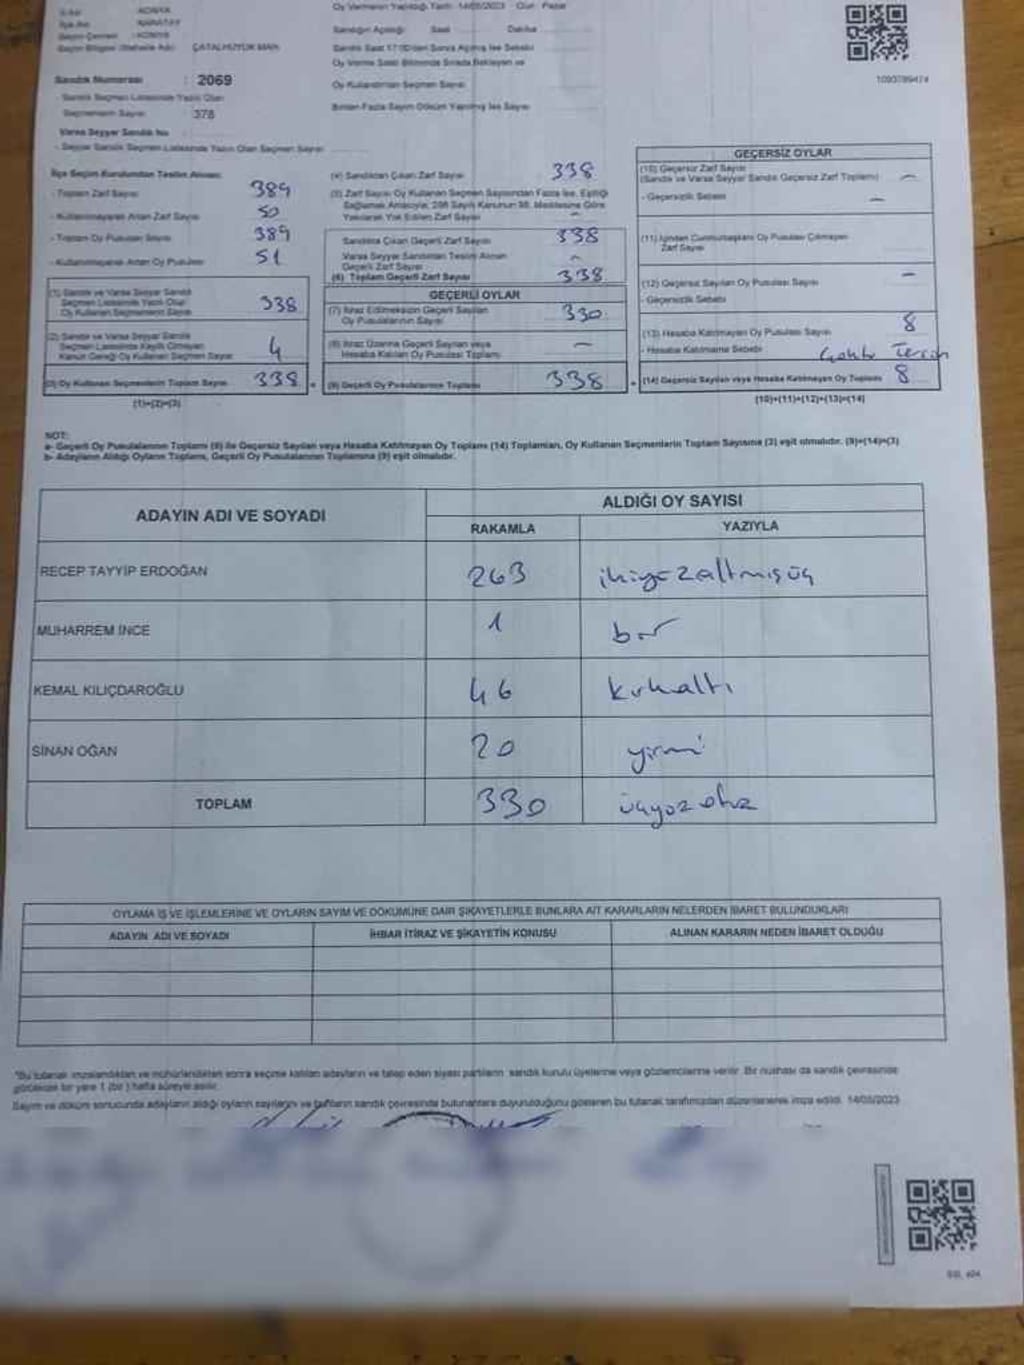 İlçe Adı : KARATAY
Seçim Çevresi : KONYA
Seçim Bölgesi (Mahalle Adı) ÇATALHÜYÜK MAH.
Sandık Numarası : 2069
- Sandık Seçmen Listesinde Yazılı Olan
Seçmenlerin Sayısı 378
Varsa Seyyar Sandık No
- Seyyar Sandık Seçmen Listesinde Yazılı Olan Seçmen Sayısı
Oy Vermenin Yapıldığı Tarih: 14/05/2023 Gün: Pazar
Sandığın Açıldığı Saat Dakika
Sandık Saat 17:00'den Sonra Açılmış İse Sebebi
Oy Verme Saati Bitiminde Sırada Bekleyen ve
Oy Kullandırılan Seçmen Sayısı
Birden Fazla Sayım Döküm Yapılmış İse Sayısı
1093789474
İlçe Seçim Kurulundan Teslim Alınan:
- Toplam Zarf Sayısı 389
- Kullanılmayarak Artan Zarf Sayısı 50
- Toplam Oy Pusulası Sayısı 389
- Kullanılmayarak Artan Oy Pusulası 51
(1) Sandık ve Varsa Seyyar Sandık
Seçmen Listesinde Yazılı Olan
Oy Kullanan Seçmenlerin Sayısı 338
(2) Sandık ve Varsa Seyyar Sandık
Seçmen Listesinde Kayıtlı Olmayan
Kanun Gereği Oy Kullanan Seçmen Sayısı 4
(3) Oy Kullanan Seçmenlerin Toplam Sayısı 338 =
(1)+(2)=(3)
(4) Sandıktan Çıkan Zarf Sayısı 338
(5) Zarf Sayısı Oy Kullanan Seçmen Sayısından Fazla İse, Eşitliği
Sağlamak Amacıyla, 298 Sayılı Kanunun 98. Maddesine Göre
Yakılarak Yok Edilen Zarf Sayısı -
Sandıkta Çıkan Geçerli Zarf Sayısı 338
Varsa Seyyar Sandıktan Teslim Alınan
Geçerli Zarf Sayısı -
(6) Toplam Geçerli Zarf Sayısı 338
GEÇERLİ OYLAR
(7) İtiraz Edilmeksizin Geçerli Sayılan
Oy Pusulalarının Sayısı 330
(8) İtiraz Üzerine Geçerli Sayılan veya
Hesaba Katılan Oy Pusulası Toplamı -
(9) Geçerli Oy Pusulalarının Toplamı 338 +
GEÇERSİZ OYLAR
(10) Geçersiz Zarf Sayısı
(Sandık ve Varsa Seyyar Sandık Geçersiz Zarf Toplamı) -
- Geçersizlik Sebebi -
(11) İçinden Cumhurbaşkanı Oy Pusulası Çıkmayan
Zarf Sayısı
(12) Geçersiz Sayılan Oy Pusulası Sayısı -
- Geçersizlik Sebebi
(13) Hesaba Katılmayan Oy Pusulası Sayısı 8
- Hesaba Katılmama Sebebi
(14) Geçersiz Sayılan veya Hesaba Katılmayan Oy Toplamı 8
(10)+(11)+(12)+(13)=(14)
NOT:
a- Geçerli Oy Pusulalarının Toplamı (9) ile Geçersiz Sayılan veya Hesaba Katılmayan Oy Toplamı (14) Toplamları, Oy Kullanan Seçmenlerin Toplam Sayısına (3) eşit olmalıdır. (9)+(14)=(3)
b- Adayların Aldığı Oyların Toplamı, Geçerli Oy Pusulalarının Toplamına (9) eşit olmalıdır.
ADAYIN ADI VE SOYADI
ALDIĞI OY SAYISI
RAKAMLA YAZIYLA
RECEP TAYYİP ERDOĞAN 263 ikiyüzaltmışüç
MUHARREM İNCE 1 bir
KEMAL KILIÇDAROĞLU 46 kırkaltı
SİNAN OĞAN 20 yirmi
TOPLAM 330 üçyüzotuz
OYLAMA İŞ VE İŞLEMLERİNE VE OYLARIN SAYIM VE DÖKÜMÜNE DAİR ŞİKAYETLERLE BUNLARA AİT KARARLARIN NELERDEN İBARET BULUNDUKLARI
ADAYIN ADI VE SOYADI İHBAR İTİRAZ VE ŞİKAYETİN KONUSU ALINAN KARARIN NEDEN İBARET OLDUĞU
"Bu tutanak imzalandıktan ve mühürlendikten sonra seçime katılan adayların ve talep eden siyasi partilerin sandık kurulu üyelerine veya gözlemcilerine verilir. Bir nüshası da sandık çevresinde
görülebilen bir yere 1 (bir) hafta süreyle asılır.
Sayım ve döküm sonucunda adayların aldığı oyların sayılarını ve tarihini sandık çevresinde bulunanlara duyurulduğunu gösteren bu tutanak tarafımızdan düzenlenerek imza edildi. 14/05/2023